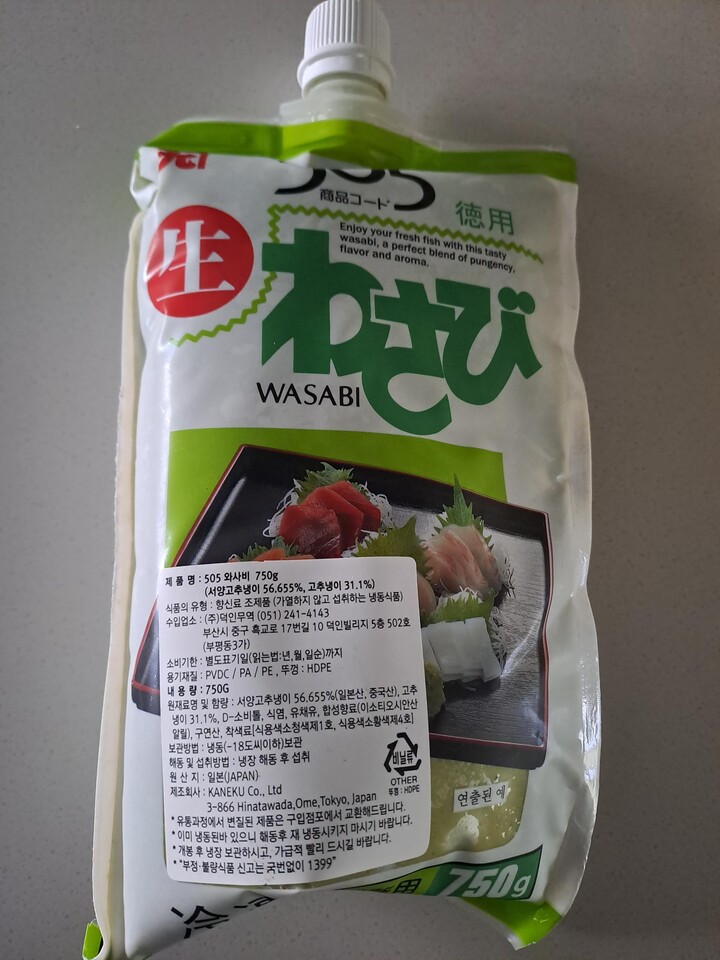 505
商品コード
徳用
生
Enjoy your fresh fish with this tasty
wasabi, a perfect blend of pungency,
flavor and aroma.
わさび
WASABI
제 품 명 : 505 와사비 750g
(서양고추냉이 56.655%, 고추냉이 31.1%)
식품의 유형 : 향신료 조제품 (가열하지 않고 섭취하는 냉동식품)
수입업소 : (주)덕인무역 (051) 241-4143
부산시 중구 흑교로 17번길 10 덕인빌리지 5층 502호
(부평동3가)
소비기한 : 별도표기일(읽는법:년,월,일순)까지
용기재질 : PVDC / PA / PE , 뚜껑 : HDPE
내 용 량 : 750G
원재료명 및 함량 : 서양고추냉이 56.655%(일본산, 중국산), 고추
냉이 31.1%, D-소비톨, 식염, 유채유, 합성향료(이소티오시안산
알릴), 구연산, 착색료[식용색소청색제1호, 식용색소황색제4호]
보관방법 : 냉동(-18도씨이하)보관
해동 및 섭취방법 : 냉장 해동 후 섭취
원 산 지 : 일본(JAPAN)
제조회사 : KANEKU Co., Ltd
3-866 Hinatawada,Ome,Tokyo, Japan
* 유통과정에서 변질된 제품은 구입점포에서 교환해드립니다.
* 이미 냉동된바 있으니 해동후 재 냉동시키지 마시기 바랍니다.
* 개봉 후 냉장 보관하시고, 가급적 빨리 드시길 바랍니다.
* "부정·불량식품 신고는 국번없이 1399"
비닐류
OTHER
뚜껑 : HDPE
연출된 예
用
750g